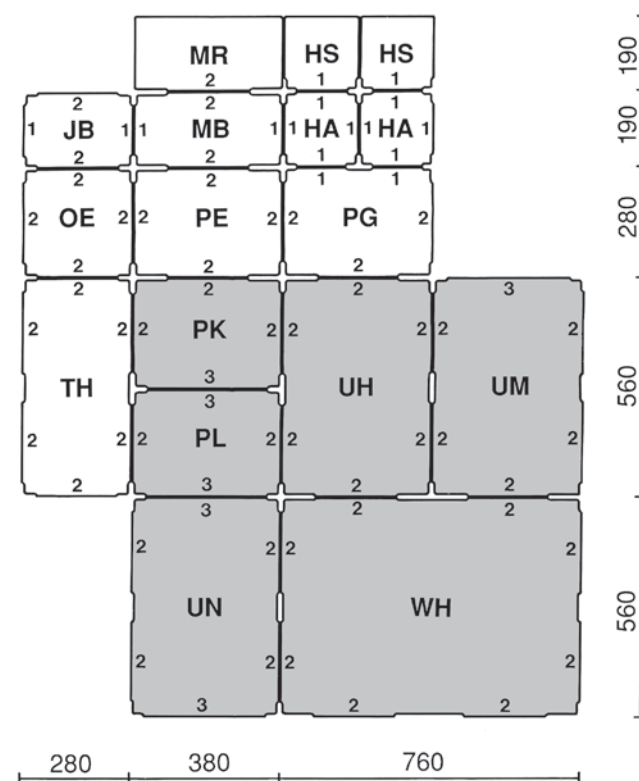 MR HS HS
2 1 1
190
2 2 1 1
1 JB 1 1 MB 1 1 HA 1 1 HA 1
2 2 1 1
190
2 2 1 1
2 OE 2 2 PE 2 2 PG 2
2 2 2
280
2 2 2 3
2 2 2 PK 2 2 2 2 2
3
TH UH UM
560
3
2 2 2 PL 2 2 2 2 2
2 3 2 2
3 2 2
2 2 2 2
UN WH
560
2 2 2 2
3 2 2
280 380 760